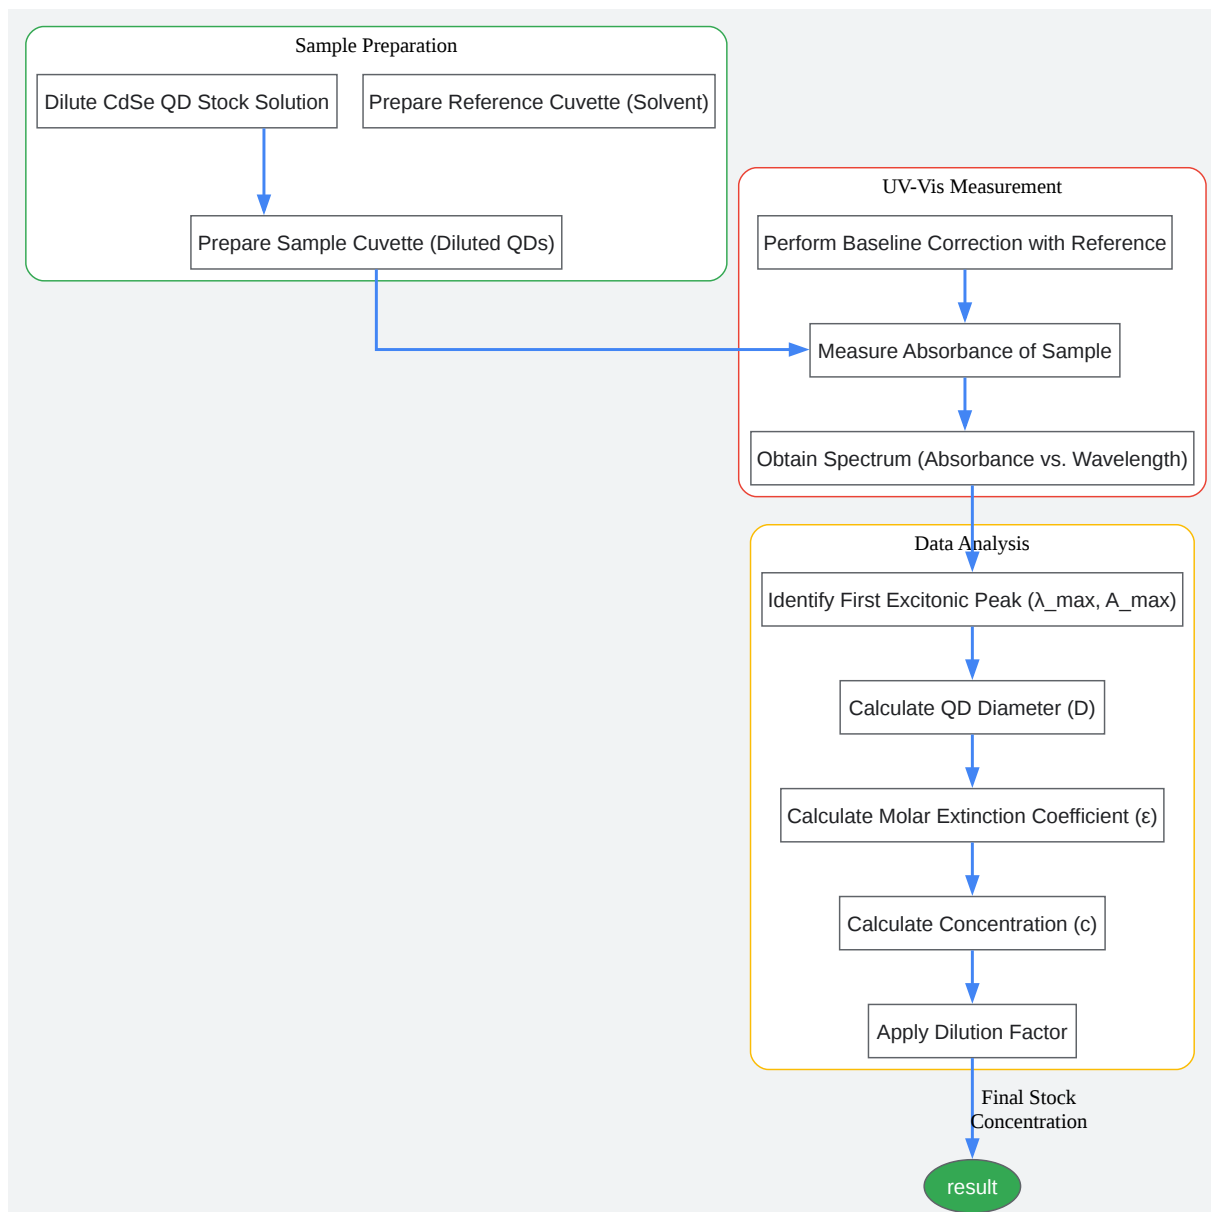 Sample Preparation
Dilute CdSe QD Stock Solution
Prepare Reference Cuvette (Solvent)
Prepare Sample Cuvette (Diluted QDs)
UV-Vis Measurement
Perform Baseline Correction with Reference
Measure Absorbance of Sample
Obtain Spectrum (Absorbance vs. Wavelength)
Data Analysis
Identify First Excitonic Peak (λ_max, A_max)
Calculate QD Diameter (D)
Calculate Molar Extinction Coefficient (ε)
Calculate Concentration (c)
Apply Dilution Factor
Final Stock
Concentration
result